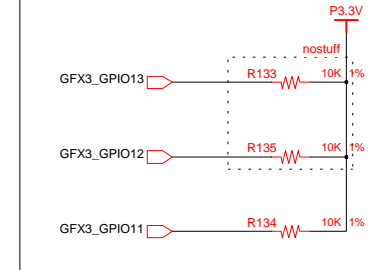 P3.3V
nostuff
GFX3_GPIO13 R133 10K 1%
GFX3_GPIO12 R135 10K 1%
GFX3_GPIO11 R134 10K 1%